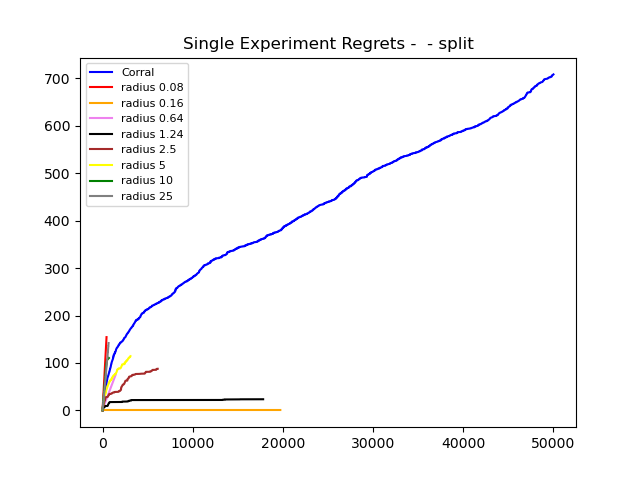 Single Experiment Regrets -  - split
Corral
radius 0.08
radius 0.16
radius 0.64
radius 1.24
radius 2.5
radius 5
radius 10
radius 25
700
600
500
400
300
200
100
0
0 10000 20000 30000 40000 50000